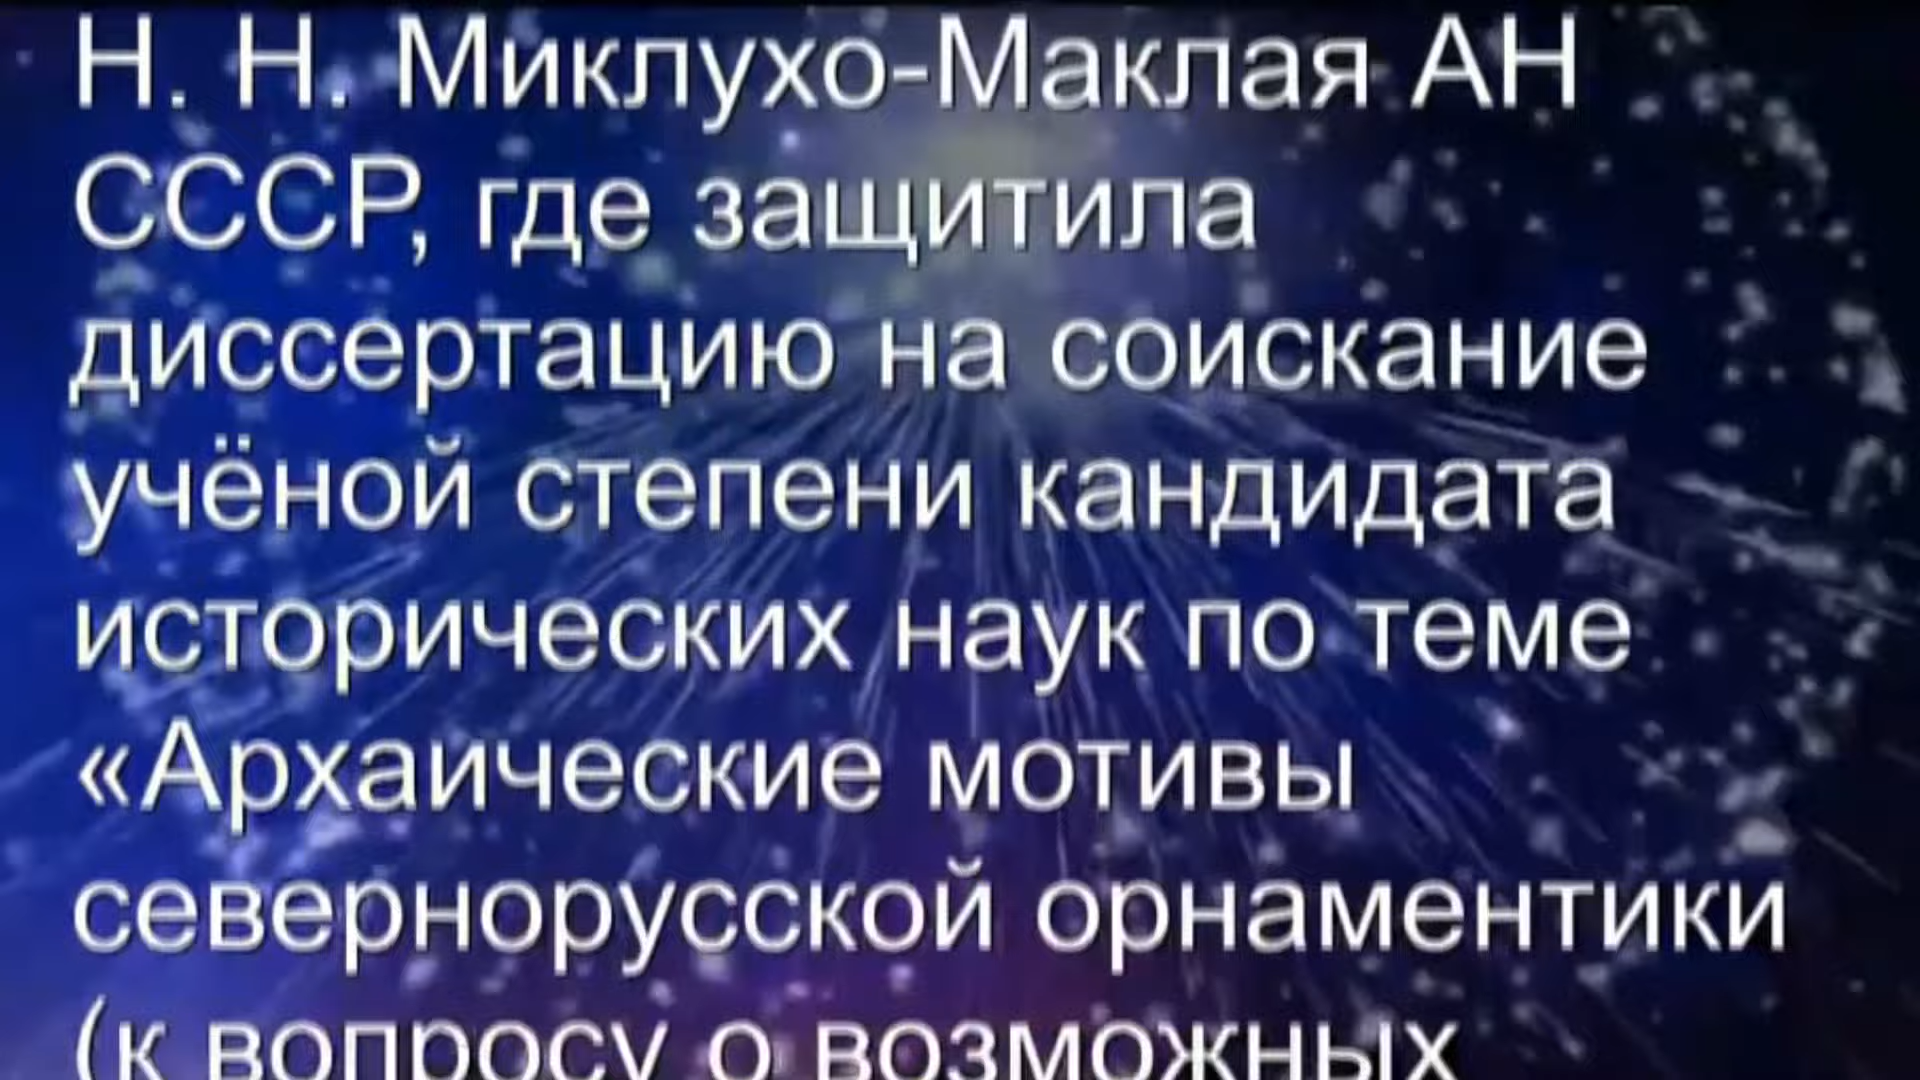 Н. Н. Миклухо-Маклая АН
СССР, где защитила
диссертацию на соискание
учёной степени кандидата
исторических наук по теме
«Архаические мотивы
севернорусской орнаментики
(к вопросу о возможных